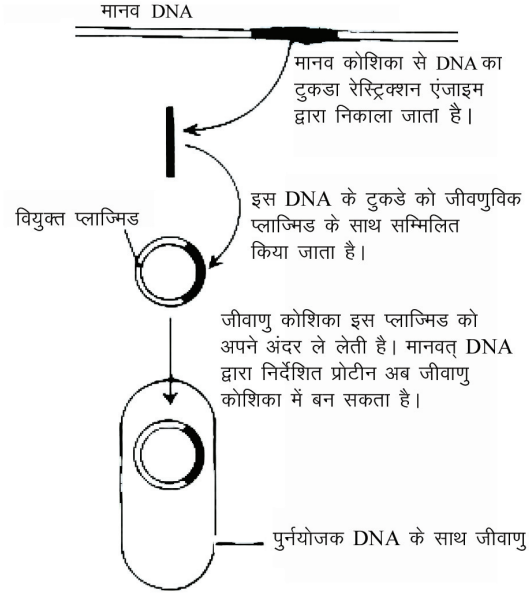 मानव DNA
मानव कोशिका से DNA का
टुकडा रेस्ट्रिक्शन एंजाइम
द्वारा निकाला जाता है।
इस DNA के टुकडे को जीवणुविक
प्लाज्मिड के साथ सम्मिलित
किया जाता है।
वियुक्त प्लाज्मिड
जीवाणु कोशिका इस प्लाज्मिड को
अपने अंदर ले लेती है। मानवत् DNA
द्वारा निर्देशित प्रोटीन अब जीवाणु
कोशिका में बन सकता है।
पुर्नयोजक DNA के साथ जीवाणु